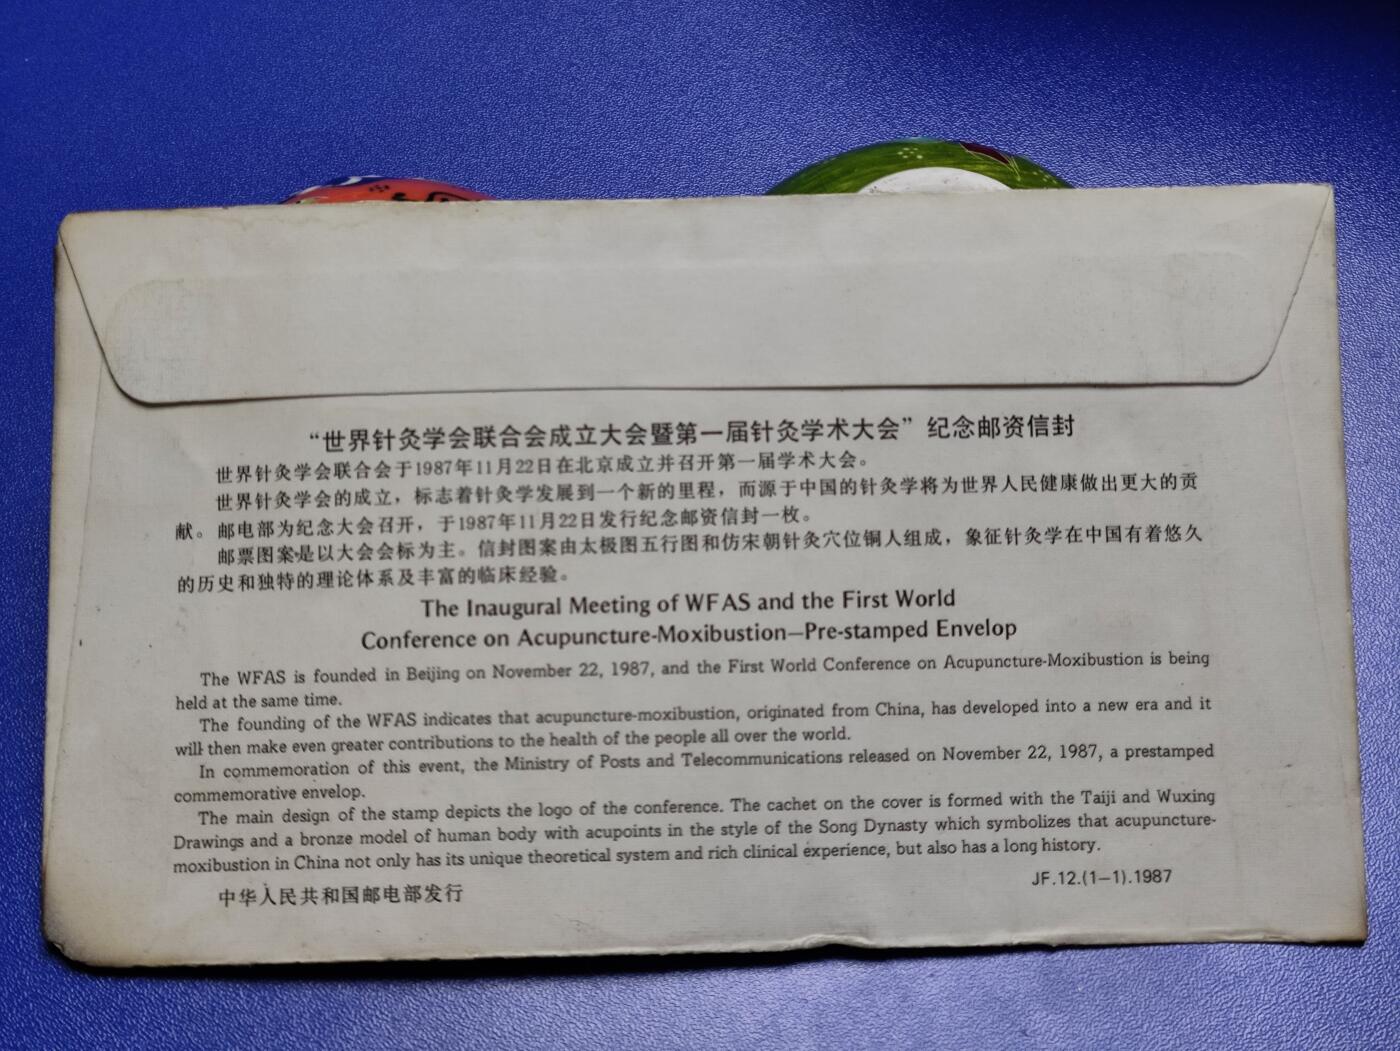 “世界针灸学会联合会成立大会暨第一届针灸学术大会”纪念邮资信封
世界针灸学会联合会于1987年11月22日在北京成立并召开第一届学术大会。
世界针灸学会的成立，标志着针灸学发展到一个新的里程，而源于中国的针灸学将为世界人民健康做出更大的贡
献。邮电部为纪念大会召开，于1987年11月22日发行纪念邮资信封一枚。
邮票图案是以大会会标为主。信封图案由太极图五行图和仿宋朝针灸穴位铜人组成，象征针灸学在中国有着悠久
的历史和独特的理论体系及丰富的临床经验。
The Inaugural Meeting of WFAS and the First World
Conference on Acupuncture-Moxibustion—Pre-stamped Envelop
The WFAS is founded in Beijing on November 22, 1987, and the First World Conference on Acupuncture-Moxibustion is being
held at the same time.
The founding of the WFAS indicates that acupuncture-moxibustion, originated from China, has developed into a new era and it
will then make even greater contributions to the health of the people all over the world.
In commemoration of this event, the Ministry of Posts and Telecommunications released on November 22, 1987, a prestamped
commemorative envelop.
The main design of the stamp depicts the logo of the conference. The cachet on the cover is formed with the Taiji and Wuxing
Drawings and a bronze model of human body with acupoints in the style of the Song Dynasty which symbolizes that acupuncture-
moxibustion in China not only has its unique theoretical system and rich clinical experience, but also has a long history.
中华人民共和国邮电部发行
JF.12.(1—1).1987